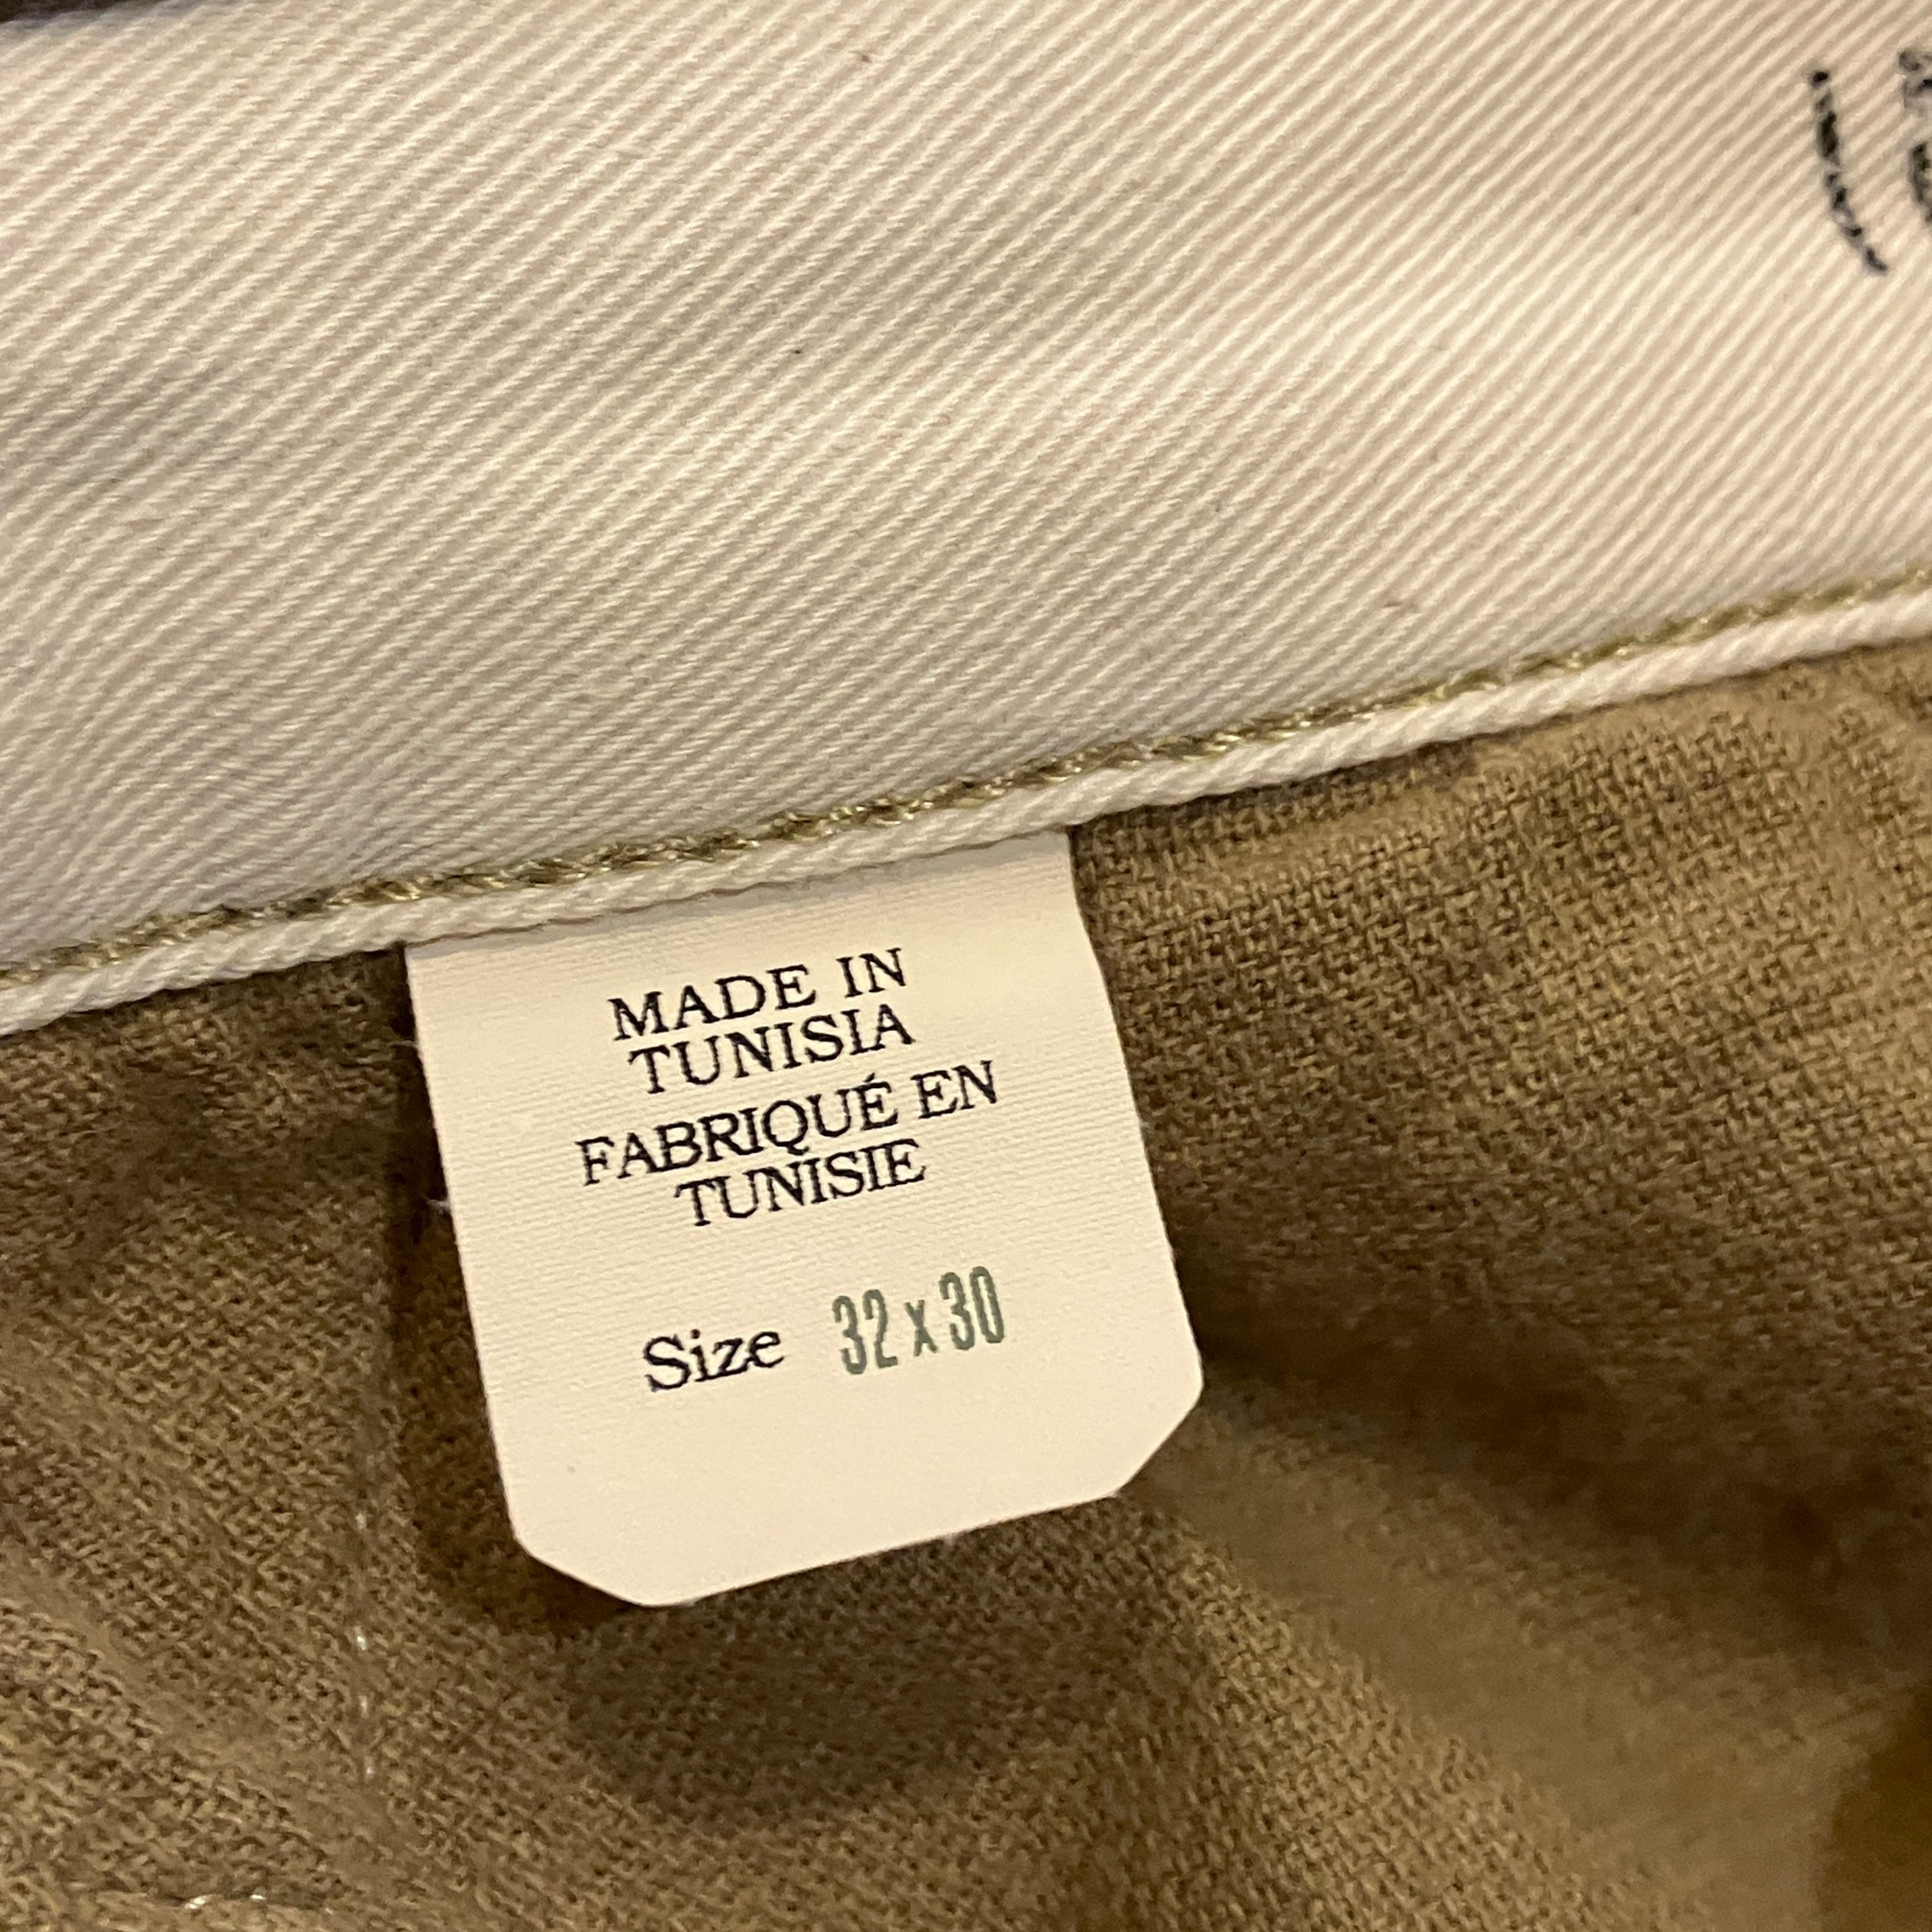 MADE IN
TUNISIA
FABRIQUÉ EN
TUNISIE
Size 32 x 30